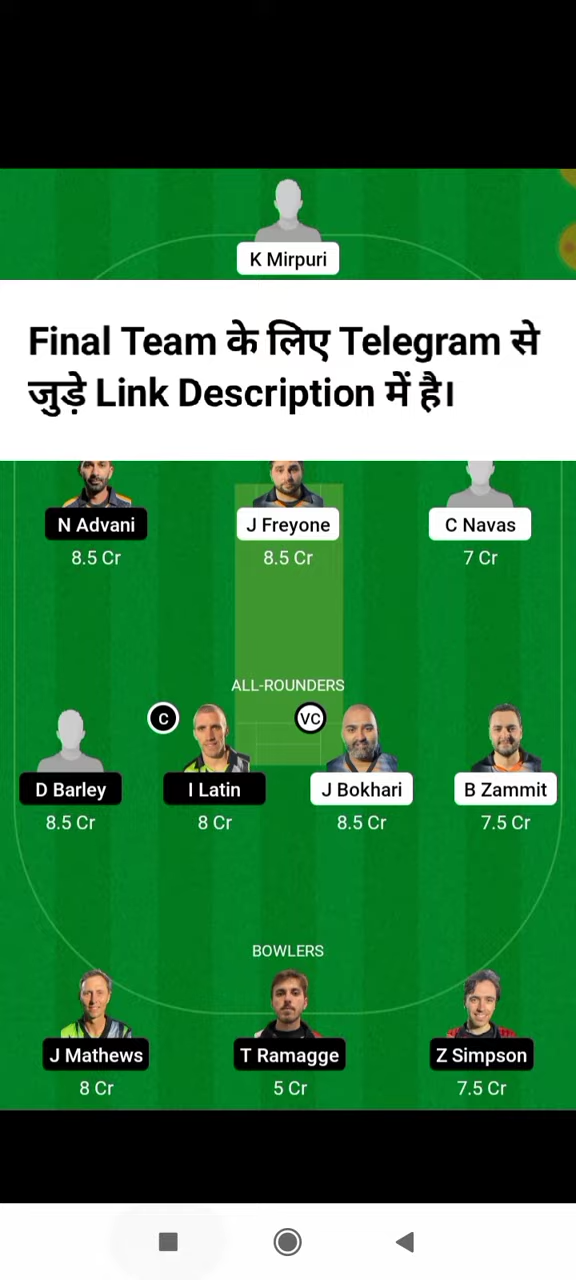 K Mirpuri
Final Team के लिए Telegram से
जुड़े Link Description में है।
N Advani J Freyone C Navas
8.5 Cr 8.5 Cr 7 Cr
ALL-ROUNDERS
C VC
D Barley I Latin J Bokhari B Zammit
8.5 Cr 8 Cr 8.5 Cr 7.5 Cr
BOWLERS
J Mathews T Ramagge Z Simpson
8 Cr 5 Cr 7.5 Cr